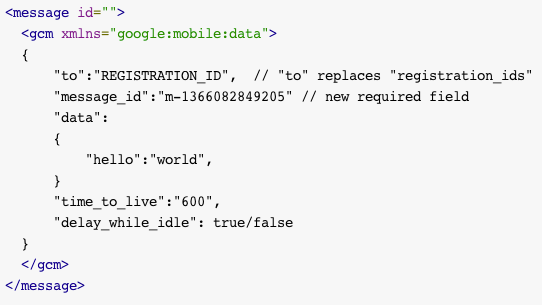 <message id="">
  <gcm xmlns="google:mobile:data">
  {
      "to":"REGISTRATION_ID",  // "to" replaces "registration_ids"
      "message_id":"m-1366082849205" // new required field
      "data":
      {
          "hello":"world",
      }
      "time_to_live":"600",
      "delay_while_idle": true/false
  }
  </gcm>
</message>